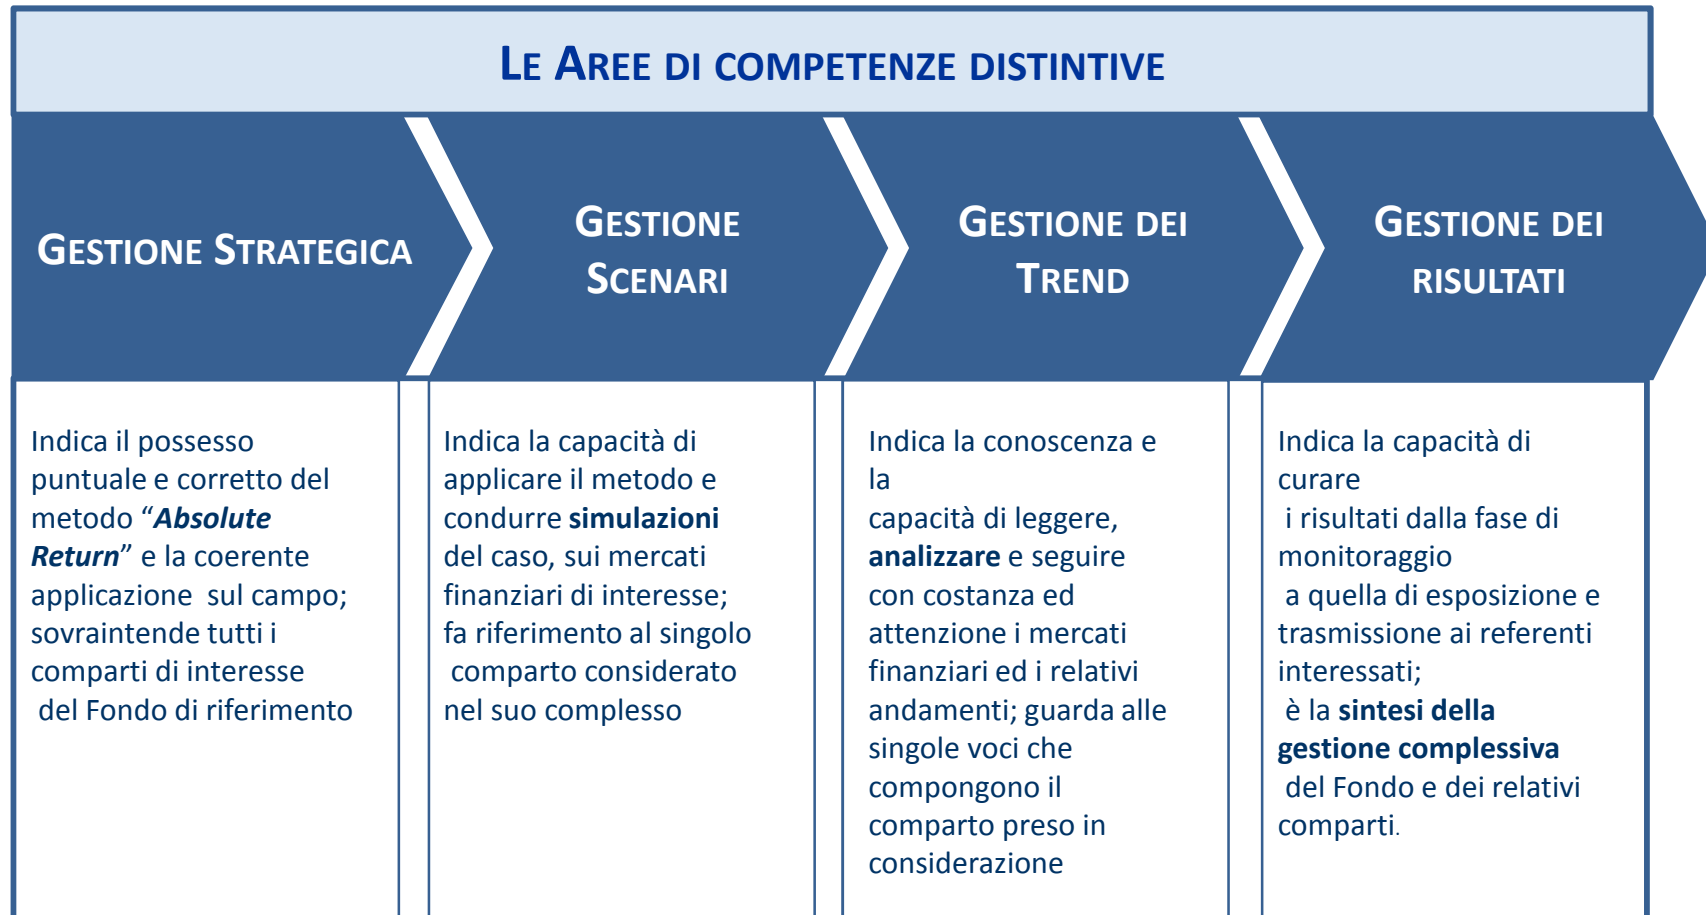 LE AREE DI COMPETENZE DISTINTIVE
GESTIONE STRATEGICA
GESTIONE
SCENARI
GESTIONE DEI
TREND
GESTIONE DEI
RISULTATI
Indica il possesso
puntuale e corretto del
metodo “Absolute
Return” e la coerente
applicazione sul campo;
sovraintende tutti i
comparti di interesse
del Fondo di riferimento
Indica la capacità di
applicare il metodo e
condurre simulazioni
del caso, sui mercati
finanziari di interesse;
fa riferimento al singolo
comparto considerato
nel suo complesso
Indica la conoscenza e
la
capacità di leggere,
analizzare e seguire
con costanza ed
attenzione i mercati
finanziari ed i relativi
andamenti; guarda alle
singole voci che
compongono il
comparto preso in
considerazione
Indica la capacità di
curare
i risultati dalla fase di
monitoraggio
a quella di esposizione e
trasmissione ai referenti
interessati;
è la sintesi della
gestione complessiva
del Fondo e dei relativi
comparti.